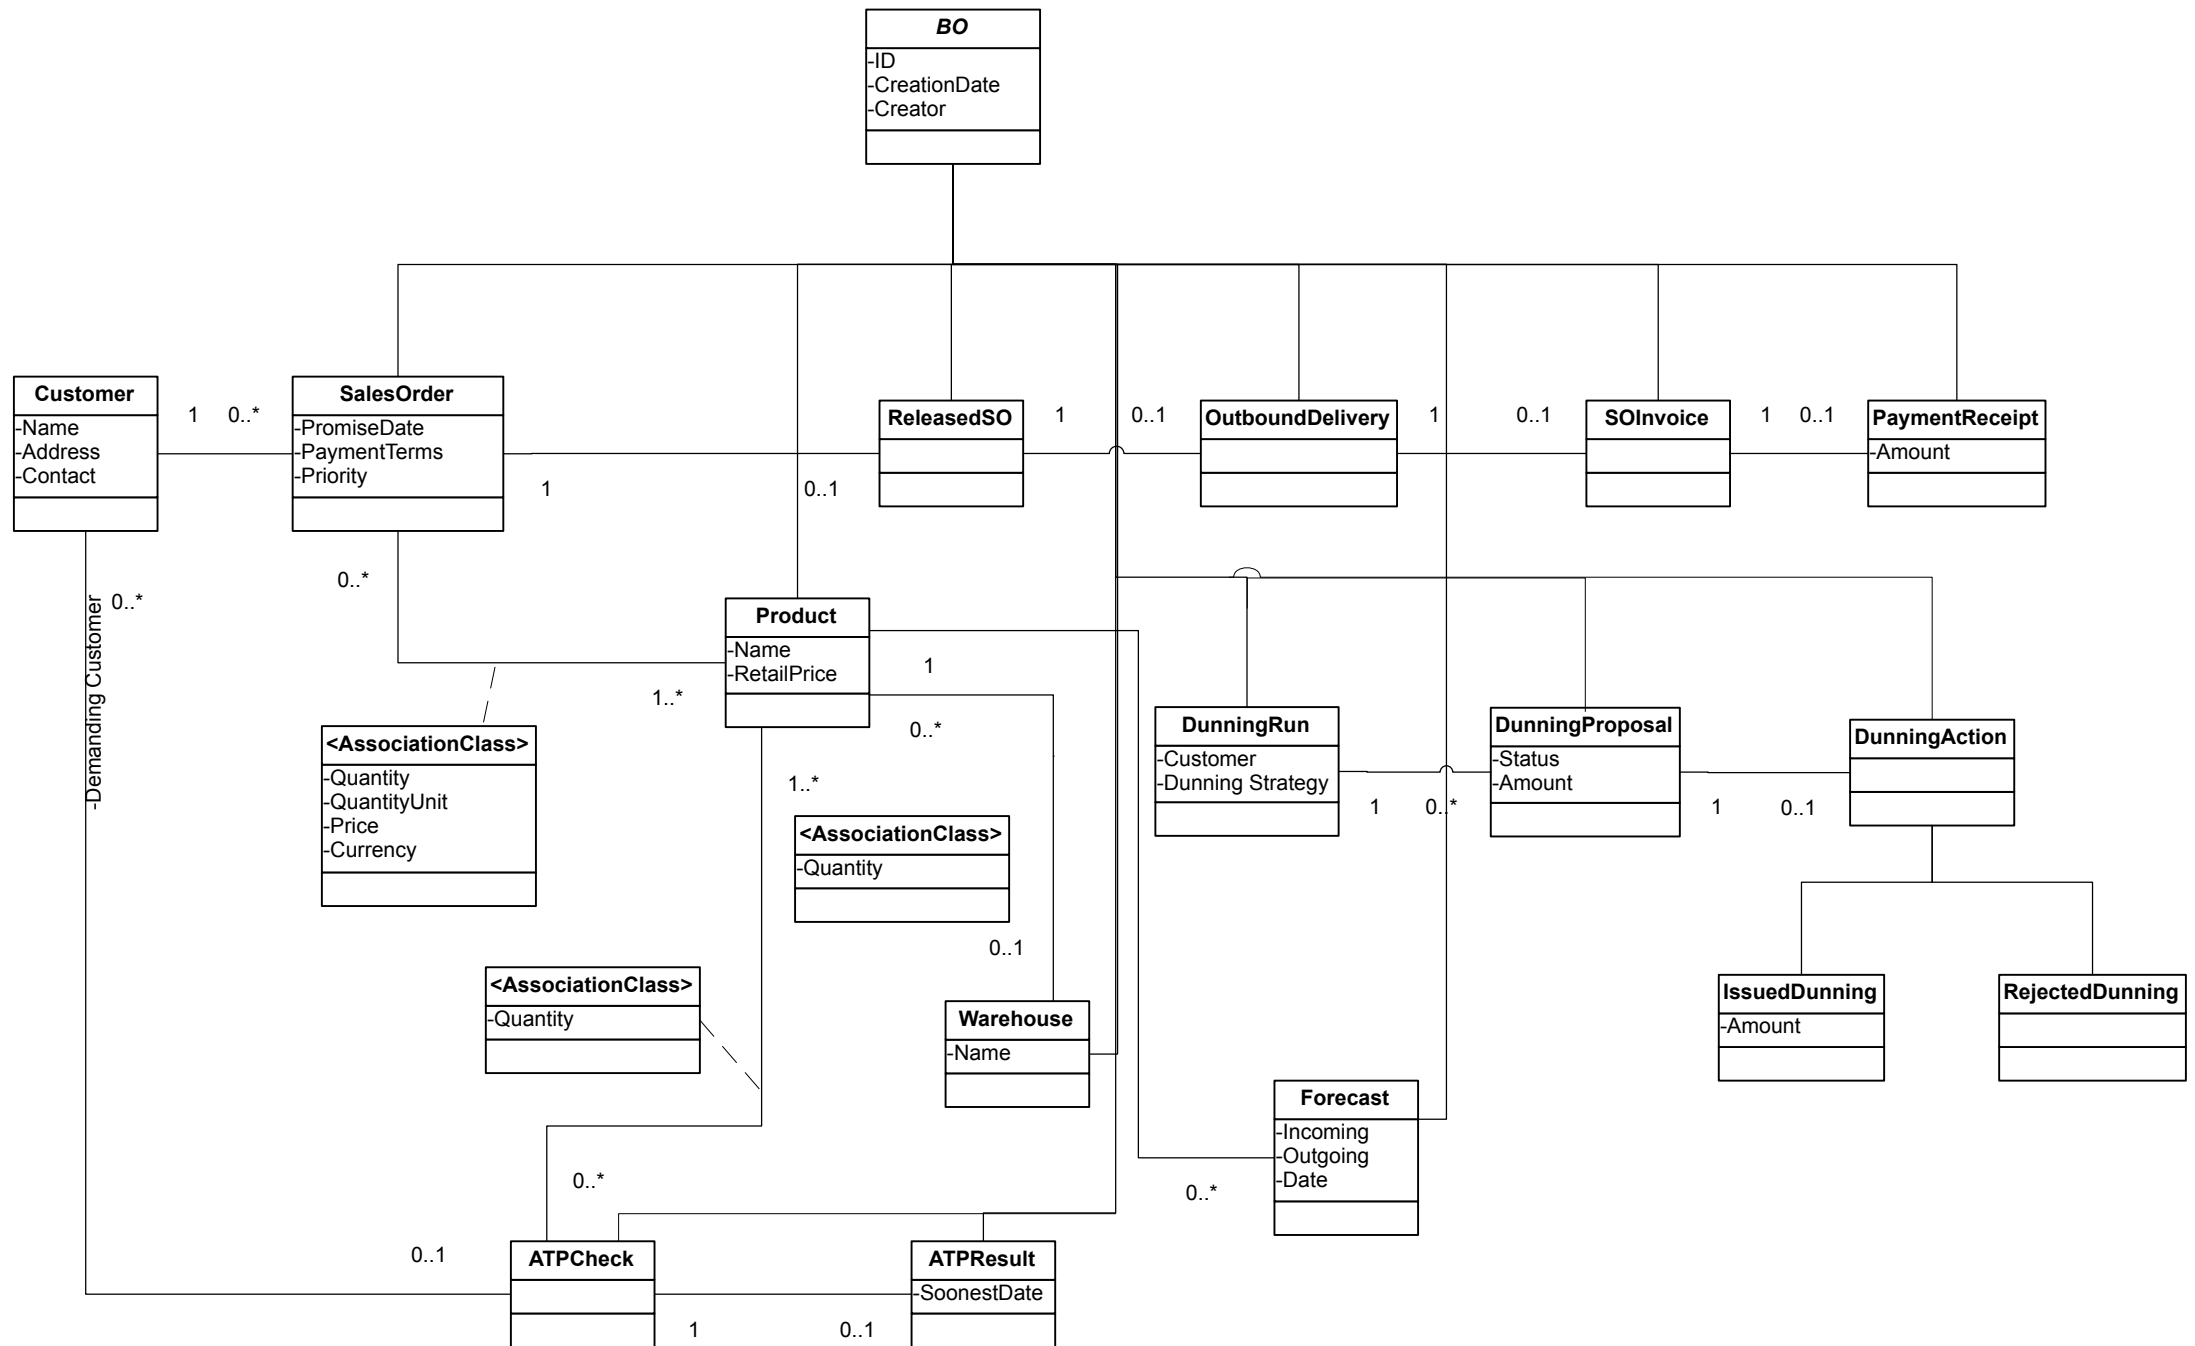 BO
-ID
-CreationDate
-Creator
Customer
-Name
-Address
-Contact
1
0..*
SalesOrder
-PromiseDate
-PaymentTerms
-Priority
1
0..1
ReleasedSO
1
0..1
OutboundDelivery
1
0..1
SOInvoice
1
0..1
PaymentReceipt
-Amount
0..*
-Demanding Customer
0..*
1..*
Product
-Name
-RetailPrice
1
0..*
1..*
<AssociationClass>
-Quantity
-QuantityUnit
-Price
-Currency
<AssociationClass>
-Quantity
0..1
<AssociationClass>
-Quantity
Warehouse
-Name
DunningRun
-Customer
-Dunning Strategy
1
0..*
DunningProposal
-Status
-Amount
1
0..1
DunningAction
IssuedDunning
-Amount
RejectedDunning
Forecast
-Incoming
-Outgoing
-Date
0..*
0..*
0..1
ATPCheck
1
0..1
ATPResult
-SoonestDate